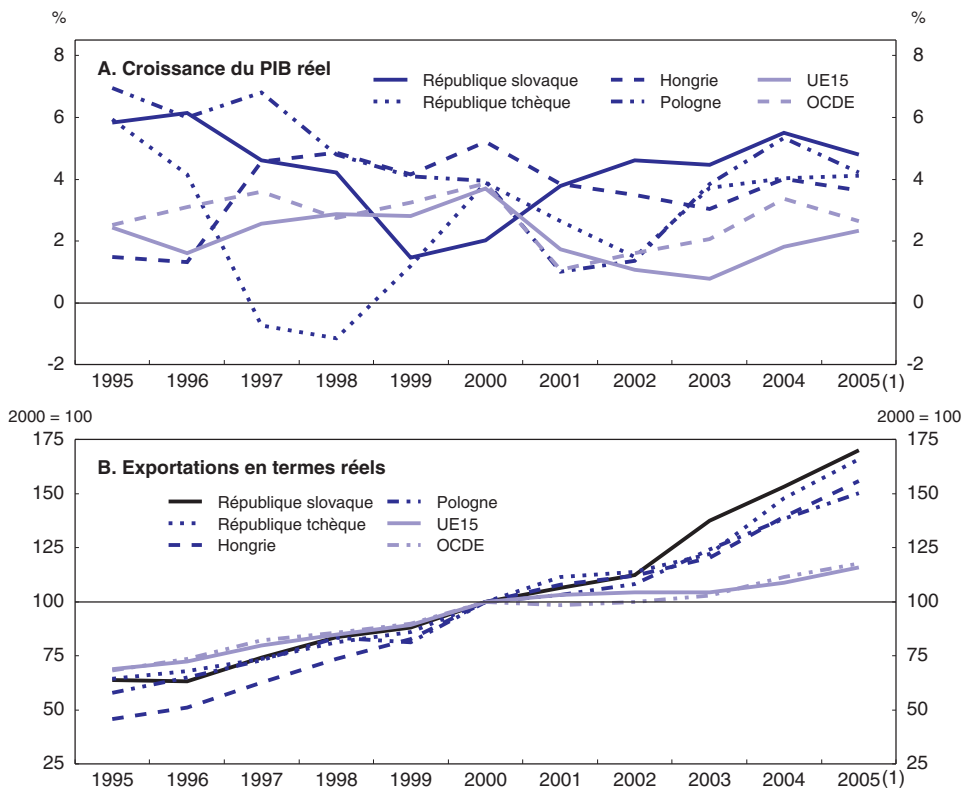 % %
A. Croissance du PIB réel
République slovaque Hongrie UE15
République tchèque Pologne OCDE
8 8
6 6
4 4
2 2
0 0
-2 -2
1995 1996 1997 1998 1999 2000 2001 2002 2003 2004 2005 (1)
2000 = 100 2000 = 100
175 175
B. Exportations en termes réels
République slovaque Pologne
République tchèque UE15
Hongrie OCDE
150 150
125 125
100 100
75 75
50 50
25 25
1995 1996 1997 1998 1999 2000 2001 2002 2003 2004 2005 (1)